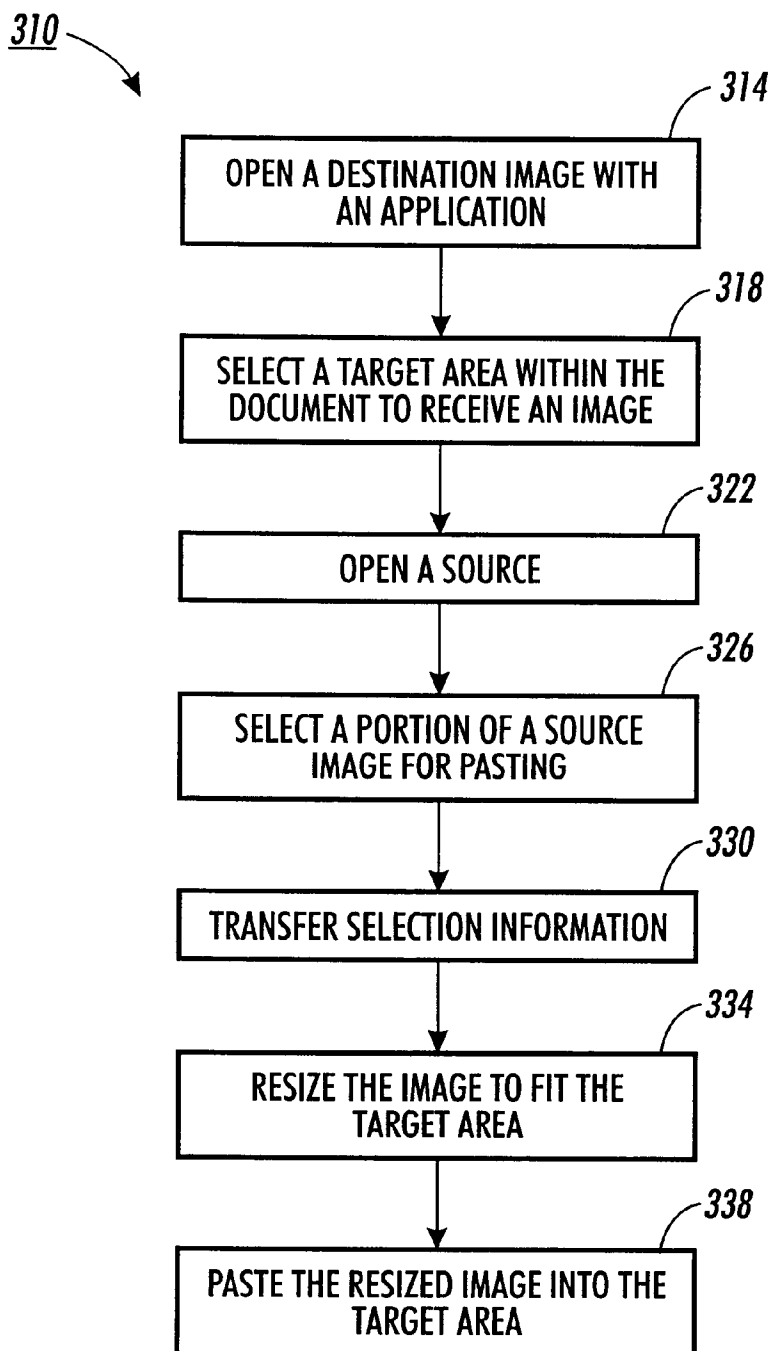 310
314
OPEN A DESTINATION IMAGE WITH
AN APPLICATION
318
SELECT A TARGET AREA WITHIN THE
DOCUMENT TO RECEIVE AN IMAGE
322
OPEN A SOURCE
326
SELECT A PORTION OF A SOURCE
IMAGE FOR PASTING
330
TRANSFER SELECTION INFORMATION
334
RESIZE THE IMAGE TO FIT THE
TARGET AREA
338
PASTE THE RESIZED IMAGE INTO THE
TARGET AREA